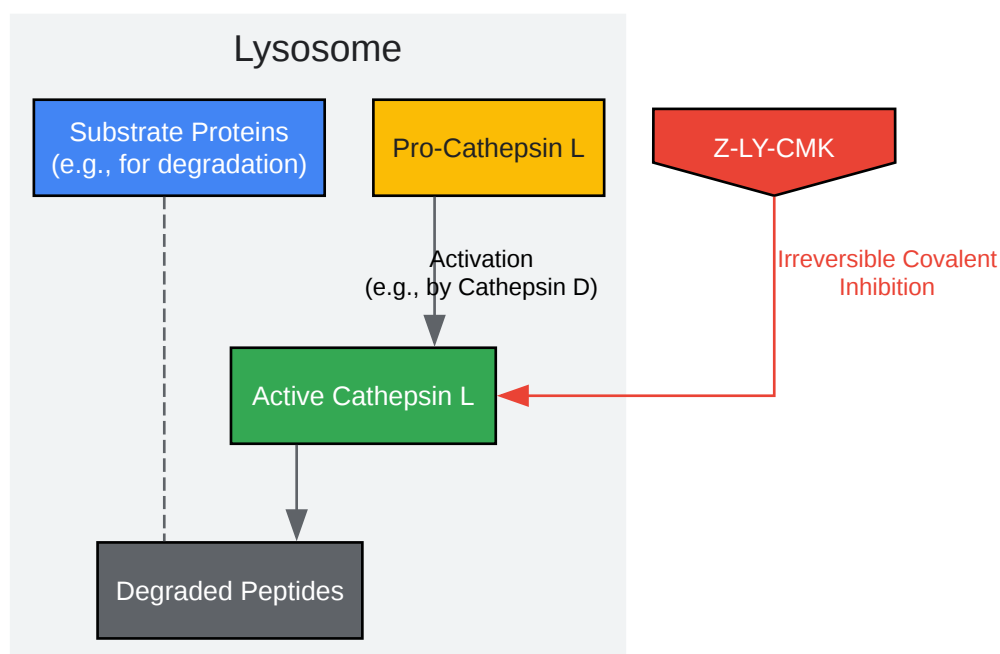 Lysosome
Substrate Proteins
(e.g., for degradation)
Pro-Cathepsin L
Z-LY-CMK
Activation
(e.g., by Cathepsin D)
Irreversible Covalent
Inhibition
Active Cathepsin L
Degraded Peptides